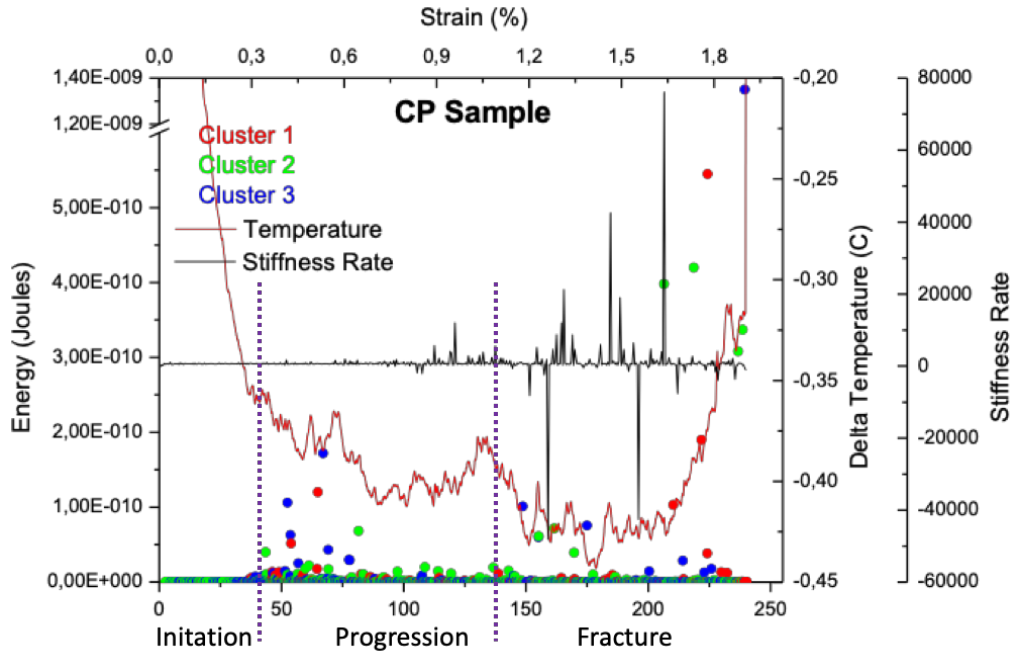 Strain (%)
0,0 0,3 0,6 0,9 1,2 1,5 1,8
1,40E-009 -0,20 80000
CP Sample
1,20E-009
Cluster 1
60000
Cluster 2
-0,25
Cluster 3
5,00E-010 40000
Temperature
Stiffness Rate
4,00E-010 -0,30 20000
3,00E-010 0
-0,35
2,00E-010 -20000
-0,40
1,00E-010 -40000
0,00E+000 -0,45 -60000
Energy (Joules)
Delta Temperature (C)
Stiffness Rate
0 50 100 150 200 250
Initation Progression Fracture